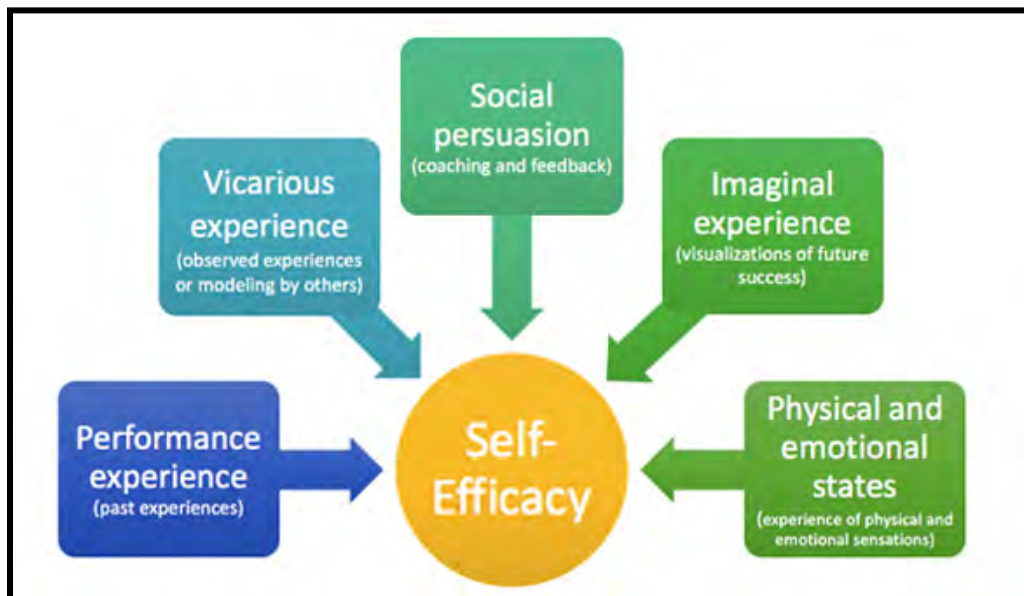 Social
persuasion
(coaching and feedback)
Vicarious
experience
(observed experiences
or modeling by others)
Imaginal
experience
(visualizations of future
success)
Performance
experience
(past experiences)
Self-
Efficacy
Physical and
emotional
states
(experience of physical and
emotional sensations)